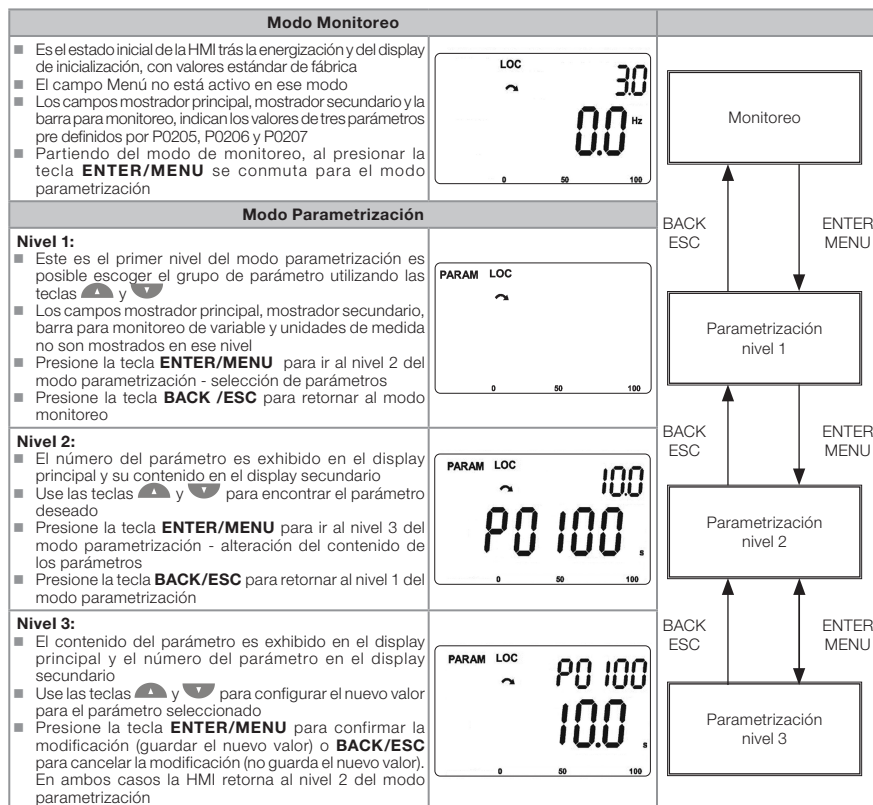 Modo Monitoreo
■ Es el estado inicial de la HMI trás la energización y del display
de inicialización, con valores estándar de fábrica
■ El campo Menú no está activo en ese modo
■ Los campos mostrador principal, mostrador secundario y la
barra para monitoreo, indican los valores de tres parámetros
pre definidos por P0205, P0206 y P0207
■ Partiendo del modo de monitoreo, al presionar la
tecla ENTER/MENU se conmuta para el modo
parametrización
LOC
3.0
0.0 Hz
0 50 100
Modo Parametrización
Nivel 1:
■ Este es el primer nivel del modo parametrización es
posible escoger el grupo de parámetro utilizando las
teclas y
■ Los campos mostrador principal, mostrador secundario,
barra para monitoreo de variable y unidades de medida
no son mostrados en ese nivel
■ Presione la tecla ENTER/MENU para ir al nivel 2 del
modo parametrización - selección de parámetros
■ Presione la tecla BACK /ESC para retornar al modo
monitoreo
PARAM LOC
0 50 100
Nivel 2:
■ El número del parámetro es exhibido en el display
principal y su contenido en el display secundario
■ Use las teclas y para encontrar el parámetro
deseado
■ Presione la tecla ENTER/MENU para ir al nivel 3 del
modo parametrización - alteración del contenido de
los parámetros
■ Presione la tecla BACK/ESC para retornar al nivel 1 del
modo parametrización
PARAM LOC
10.0
P0100 s
0 50 100
Nivel 3:
■ El contenido del parámetro es exhibido en el display
principal y el número del parámetro en el display
secundario
■ Use las teclas y para configurar el nuevo valor
para el parámetro seleccionado
■ Presione la tecla ENTER/MENU para confirmar la
modificación (guardar el nuevo valor) o BACK/ESC
para cancelar la modificación (no guarda el nuevo valor).
En ambos casos la HMI retorna al nivel 2 del modo
parametrización
PARAM LOC
P0100
10.0 s
0 50 100
Monitoreo
BACK
ESC
ENTER
MENU
Parametrización
nivel 1
BACK
ESC
ENTER
MENU
Parametrización
nivel 2
BACK
ESC
ENTER
MENU
Parametrización
nivel 3